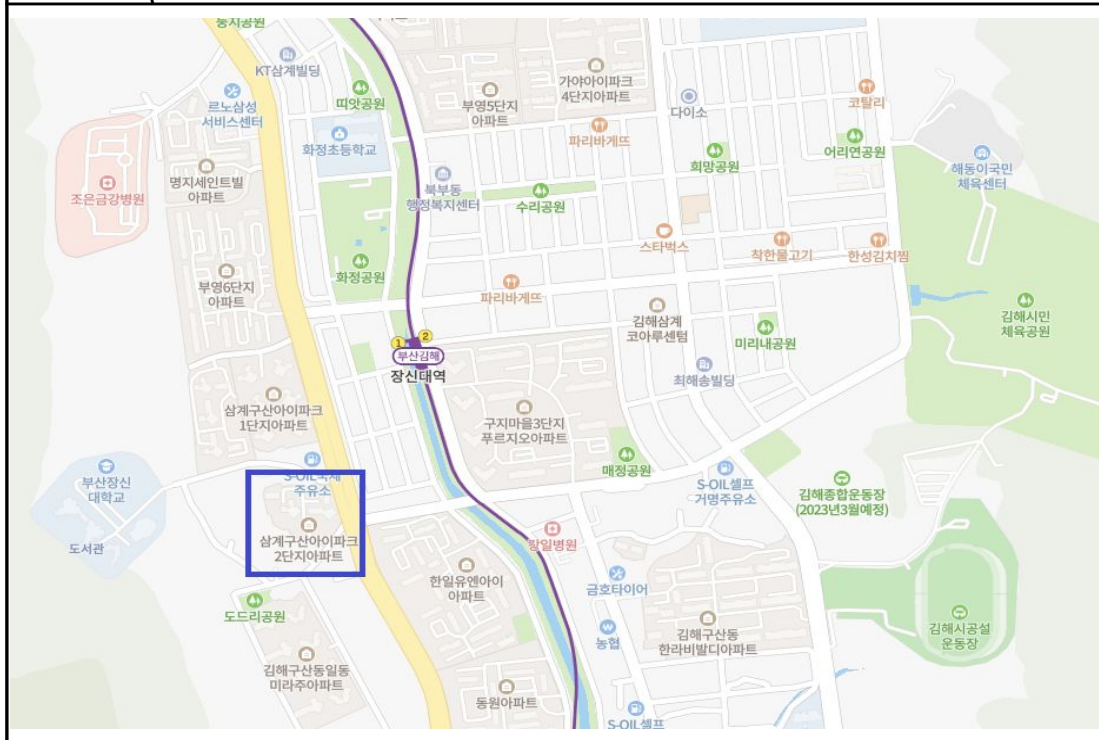 둥지공원
KT삼계빌딩
르노삼성
서비스센터
띠앗공원
부영5단지
아파트
가야아이파크
4단지아파트
다이소
코탈리
화정초등학교
파리바게뜨
희망공원
어리연공원
해동이국민
체육센터
조은금강병원
명지세인트빌
아파트
북부동
행정복지센터
수리공원
스타벅스
착한물고기
한성김치찜
부영6단지
아파트
화정공원
파리바게뜨
김해삼계
코아루센텀
미리내공원
김해시민
체육공원
1
2
부산김해
장신대역
최해송빌딩
삼계구산아이파크
1단지아파트
구지마을3단지
푸르지오아파트
매정공원
S-OIL셀프
거명주유소
김해종합운동장
(2023년3월예정)
부산장신
대학교
도서관
S-OIL국제
주유소
삼계구산아이파크
2단지아파트
강일병원
한일유엔아이
아파트
금호타이어
도드리공원
농협
김해구산동
한라비발디아파트
김해시공설
운동장
김해구산동일동
미라주아파트
동원아파트
S-OIL셀프